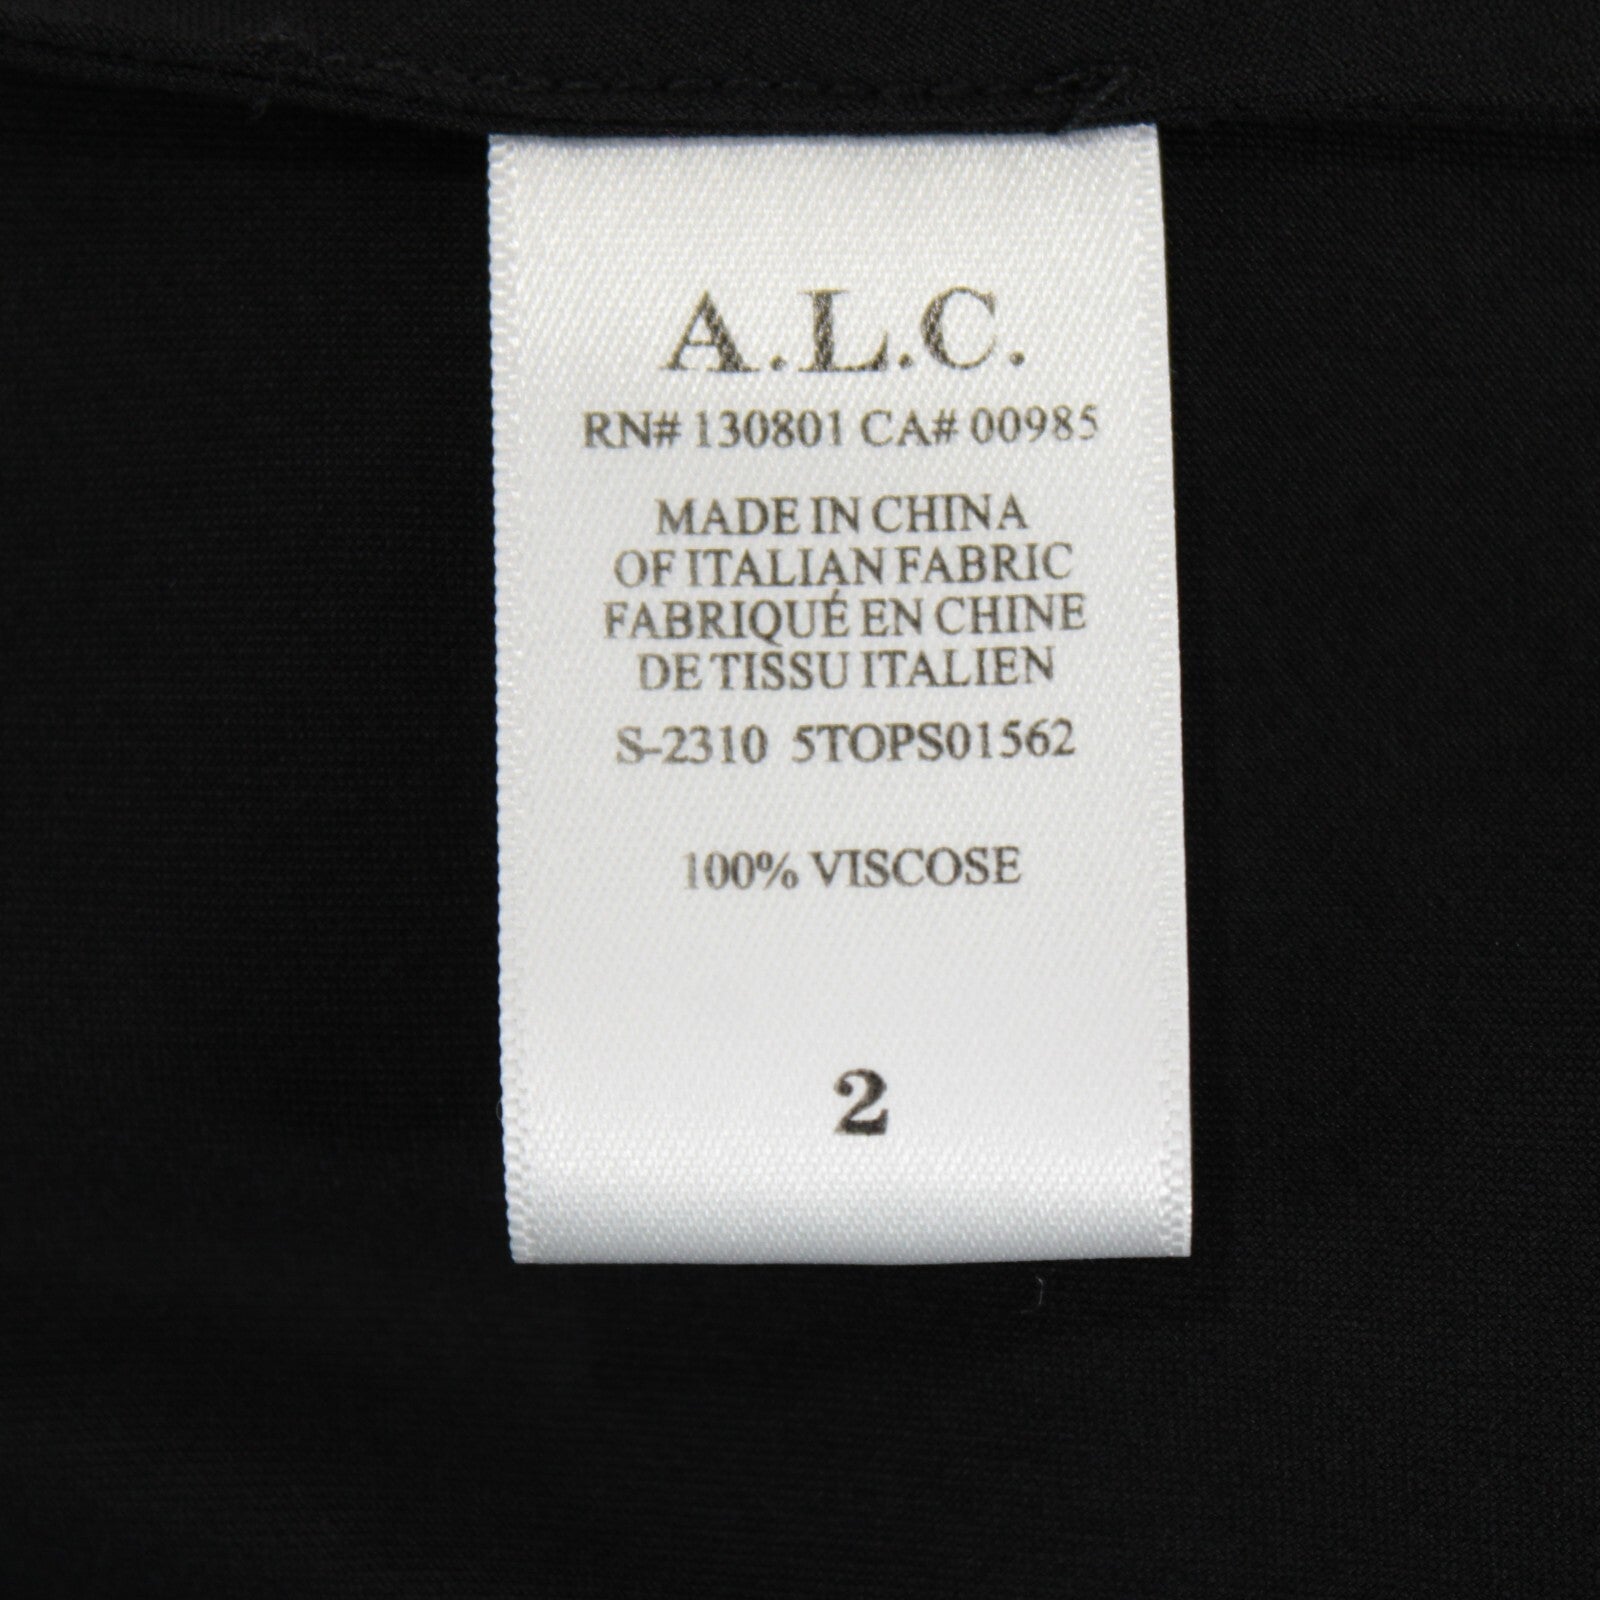 A.L.C.
RN# 130801 CA# 00985
MADE IN CHINA
OF ITALIAN FABRIC
FABRIQUÉ EN CHINE
DE TISSU ITALIEN
S-2310 5TOPS01562
100% VISCOSE
2